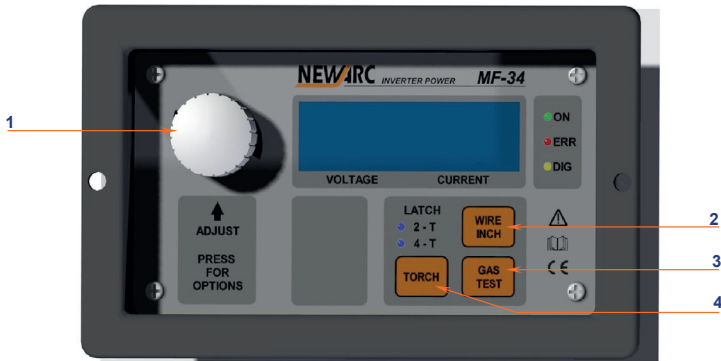 NEWARC INVERTER POWER MF-34
1
ON
ERR
DIG
VOLTAGE CURRENT
LATCH
2 - T
4 - T
WIRE
INCH
2
ADJUST
PRESS
FOR
OPTIONS
TORCH
GAS
TEST
3
CE
4